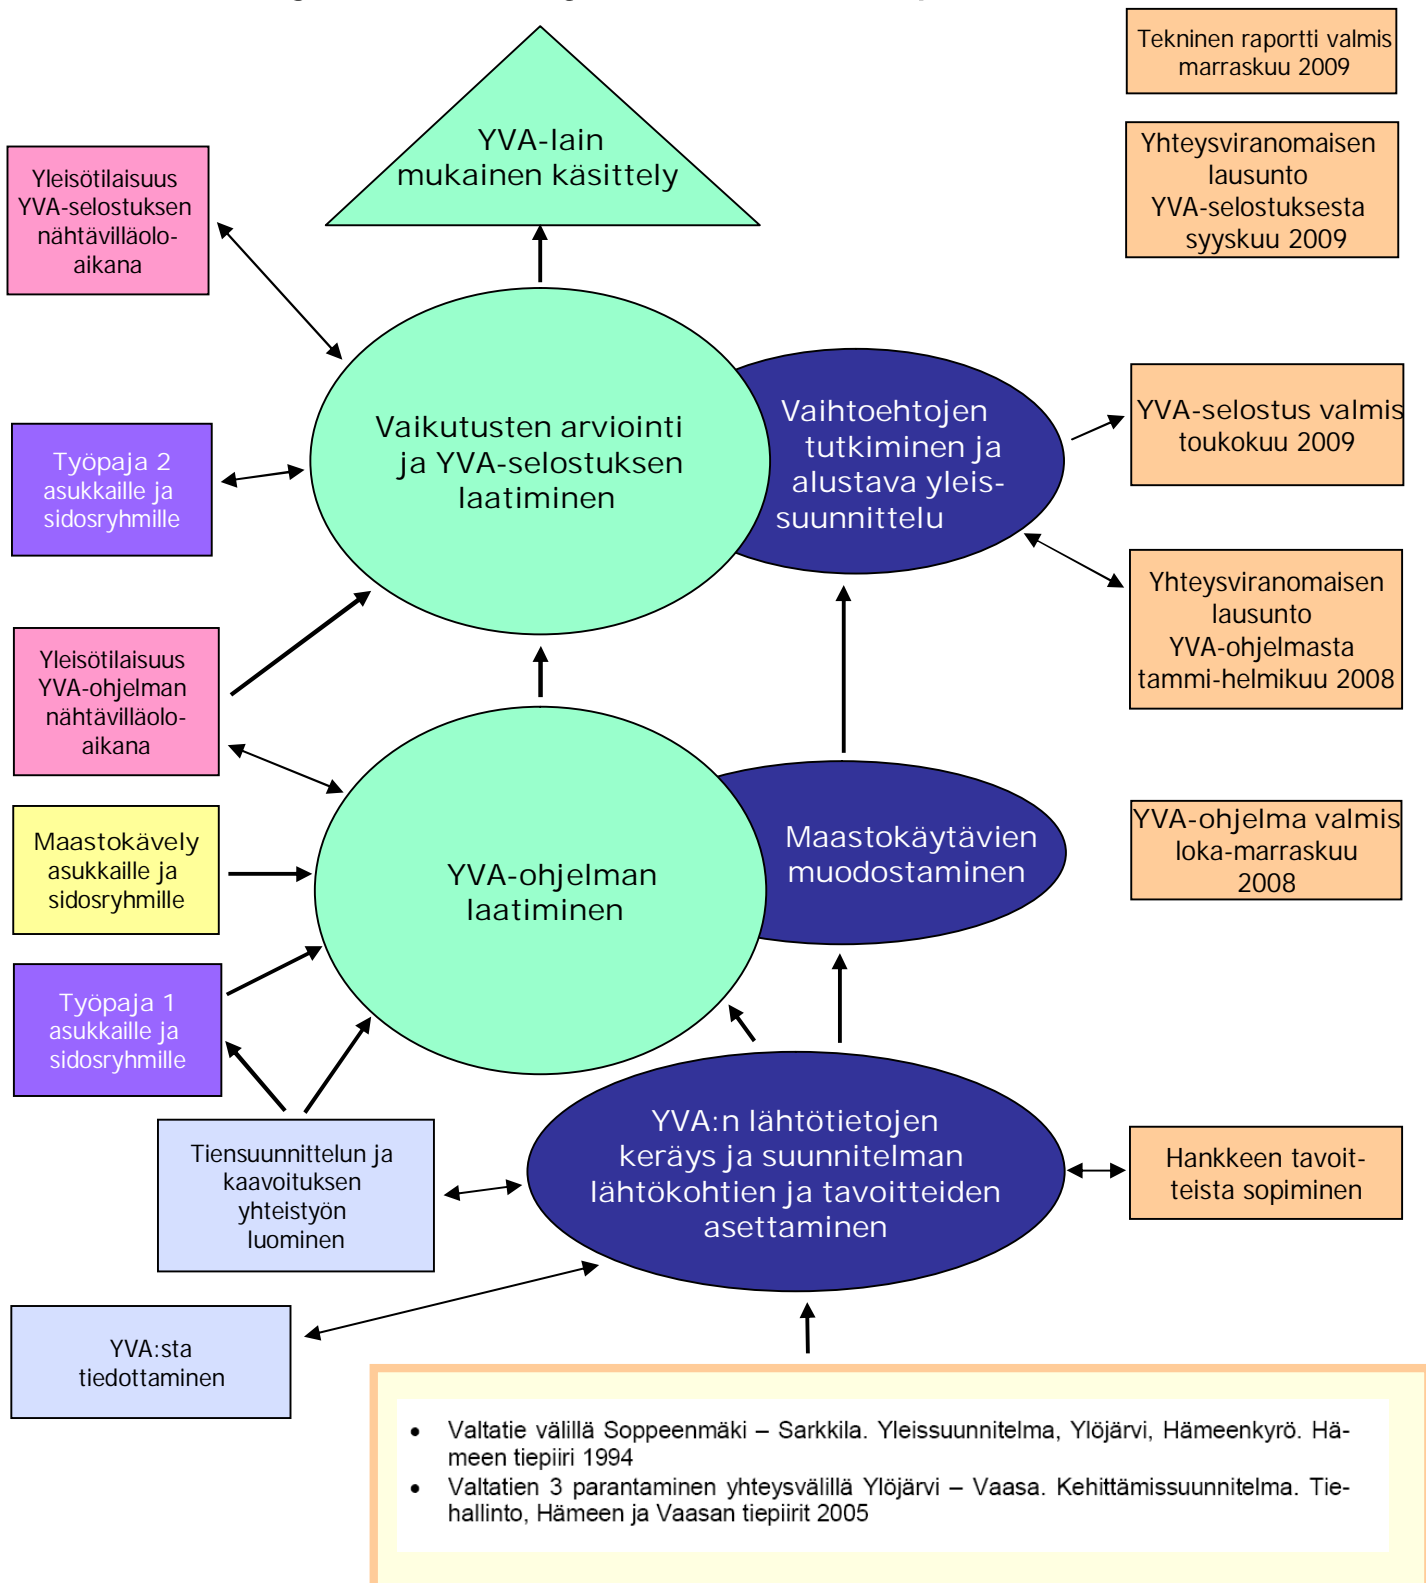 Tekninen raportti valmis
marraskuu 2009
YVA-lain
mukainen käsittely
Yhteysviranomaisen
lausunto
YVA-selostuksesta
syyskuu 2009
Yleisötilaisuus
YVA-selostuksen
nähtävilläolo-
aikana
Vaikutusten arviointi
ja YVA-selostuksen
laatiminen
Vaihtoehtojen
tutkiminen ja
alustava yleis-
suunnittelu
YVA-selostus valmis
toukokuu 2009
Työpaja 2
asukkaille ja
sidosryhmille
Yhteysviranomaisen
lausunto
YVA-ohjelmasta
tammi-helmikuu 2008
Yleisötilaisuus
YVA-ohjelman
nähtävilläolo-
aikana
Maastokävely
asukkaille ja
sidosryhmille
YVA-ohjelman
laatiminen
Maastokäytävien
muodostaminen
YVA-ohjelma valmis
loka-marraskuu
2008
Työpaja 1
asukkaille ja
sidosryhmille
Tiensuunnittelun ja
kaavoituksen
yhteistyön
luominen
YVA:n lähtötietojen
keräys ja suunnitelman
lähtökohtien ja tavoitteiden
asettaminen
Hankkeen tavoit-
teista sopiminen
YVA:sta
tiedottaminen
• Valtatie välillä Soppeenmäki – Sarkkila. Yleissuunnitelma, Ylöjärvi, Hämeenkyrö. Hä-
meen tiepiiri 1994
• Valtatien 3 parantaminen yhteysvälillä Ylöjärvi – Vaasa. Kehittämissuunnitelma. Tie-
hallinto, Hämeen ja Vaasan tiepiirit 2005